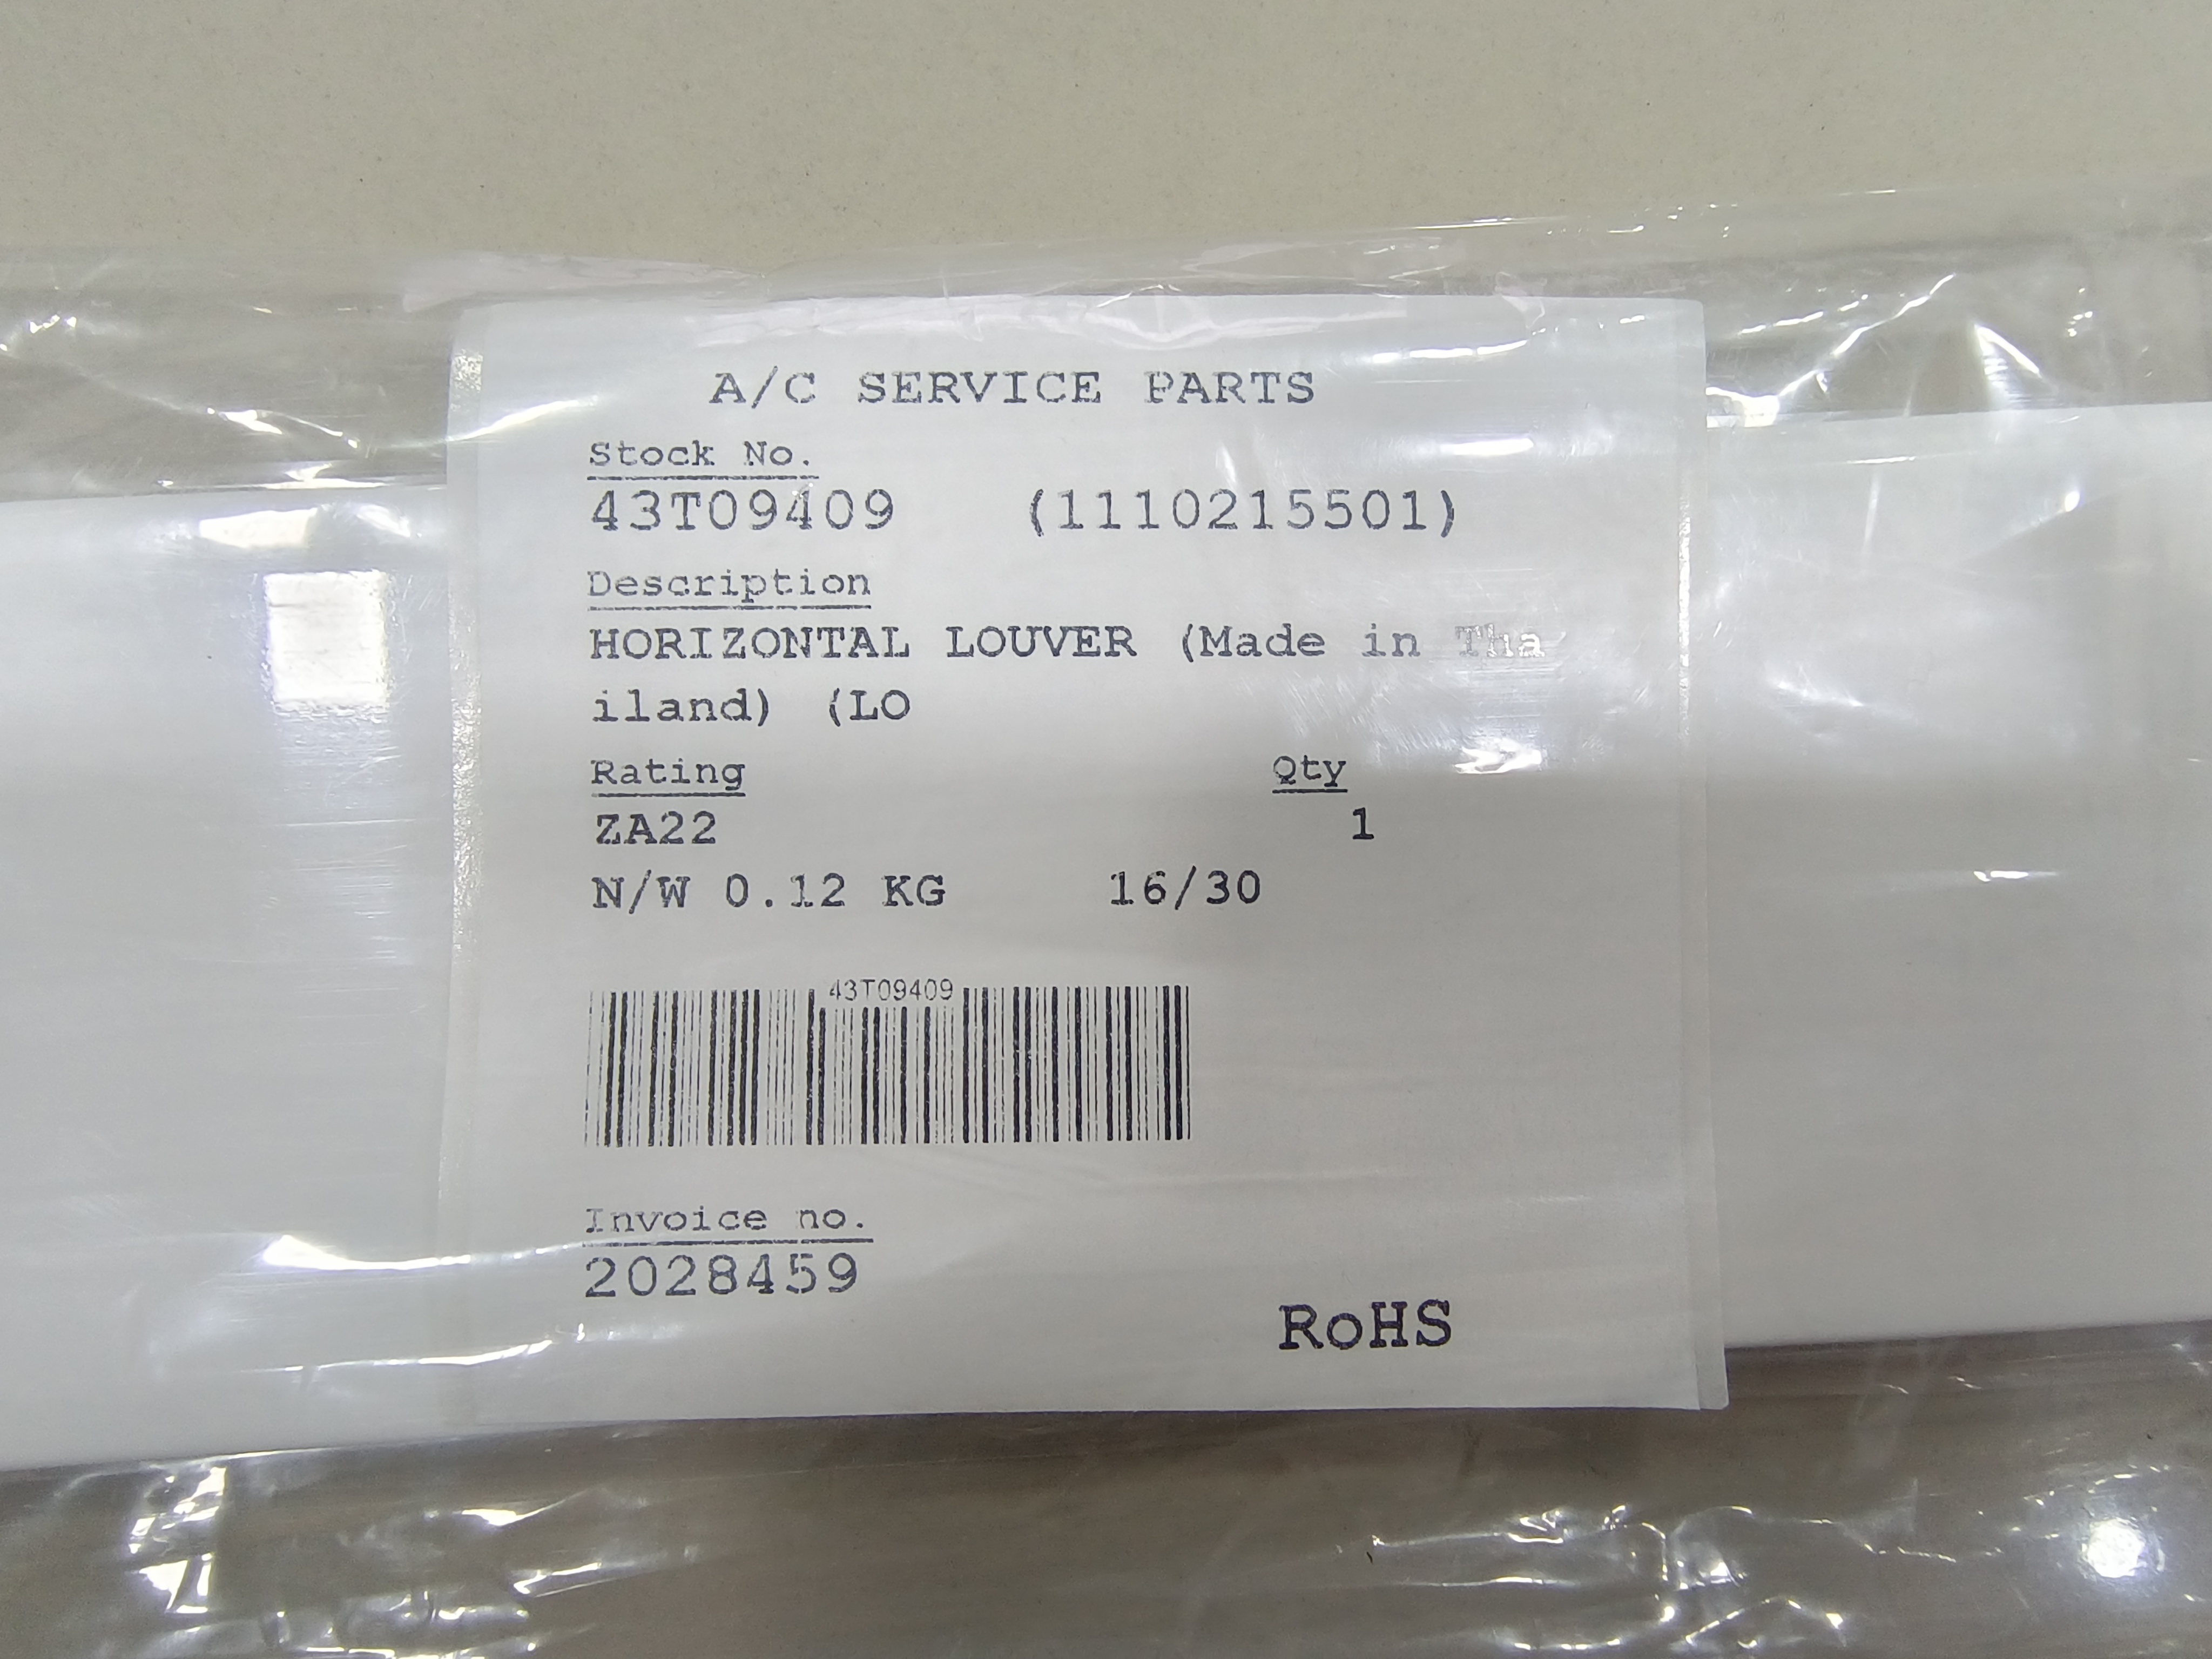 A/C SERVICE PARTS
Stock No.
43T09409 (1110215501)
Description
HORIZONTAL LOUVER (Made in Tha
iland) (LO
Rating Qty
ZA22 1
N/W 0.12 KG 16/30
43T09409
Invoice no.
2028459
RoHS